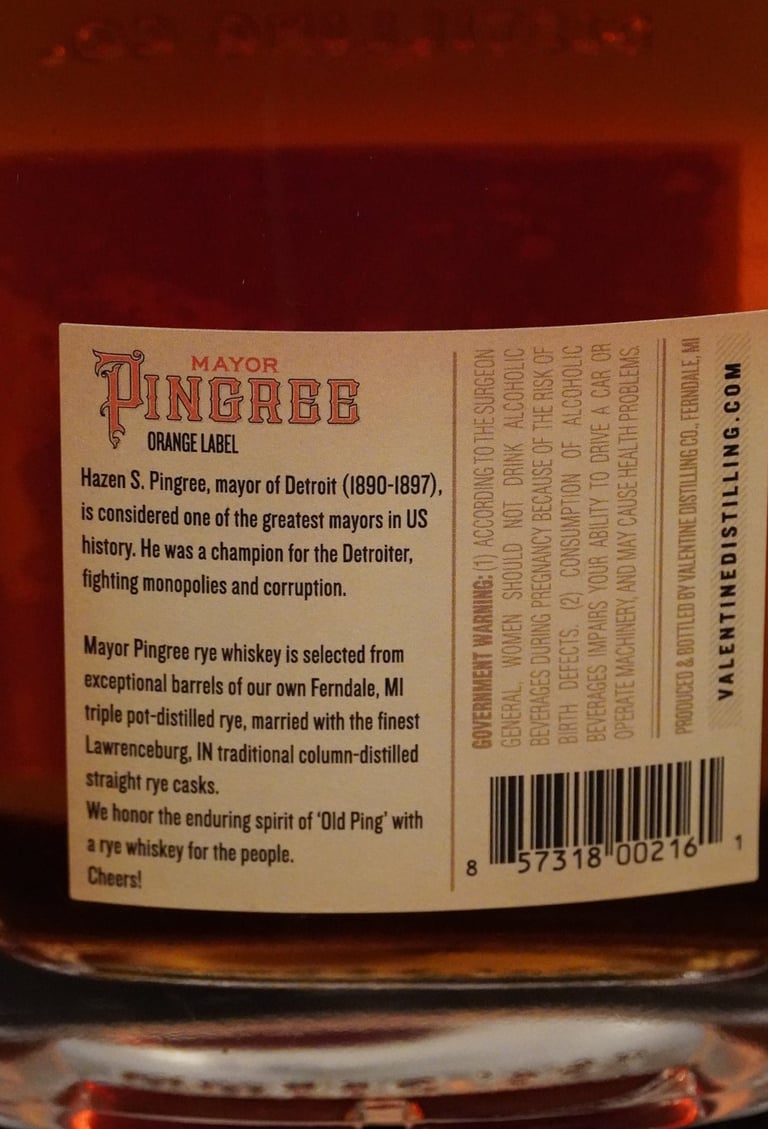 MAYOR
PINGREE
ORANGE LABEL
Hazen S. Pingree, mayor of Detroit (1890-1897),
is considered one of the greatest mayors in US
history. He was a champion for the Detroiter,
fighting monopolies and corruption.
Mayor Pingree rye whiskey is selected from
exceptional barrels of our own Ferndale, MI
triple pot-distilled rye, married with the finest
Lawrenceburg, IN traditional column-distilled
straight rye casks.
We honor the enduring spirit of ‘Old Ping’ with
a rye whiskey for the people.
Cheers!
GOVERNMENT WARNING: (1) ACCORDING TO THE SURGEON
GENERAL, WOMEN SHOULD NOT DRINK ALCOHOLIC
BEVERAGES DURING PREGNANCY BECAUSE OF THE RISK OF
BIRTH DEFECTS. (2) CONSUMPTION OF ALCOHOLIC
BEVERAGES IMPAIRS YOUR ABILITY TO DRIVE A CAR OR
OPERATE MACHINERY, AND MAY CAUSE HEALTH PROBLEMS.
PRODUCED & BOTTLED BY VALENTINE DISTILLING CO., FERNDALE, MI
VALENTINEDISTILLING.COM
8 57318 00216 1